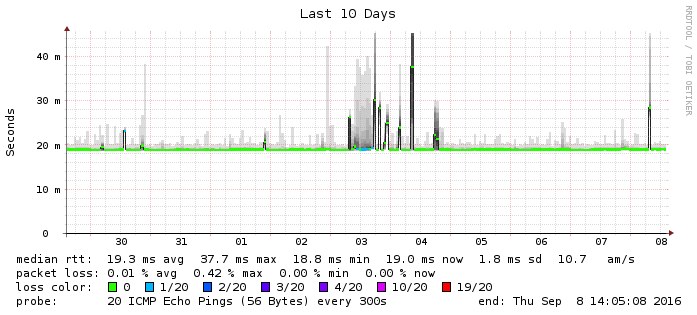 Last 10 Days
RRDTOOL / TOBI OETIKER
Seconds
40 m
30 m
20 m
10 m
0
30 31 01 02 03 04 05 06 07 08
median rtt: 19.3 ms avg 37.7 ms max 18.8 ms min 19.0 ms now 1.8 ms sd 10.7 am/s
packet loss: 0.01 % avg 0.42 % max 0.00 % min 0.00 % now
loss color: 0 1/20 2/20 3/20 4/20 10/20 19/20
probe: 20 ICMP Echo Pings (56 Bytes) every 300s end: Thu Sep 8 14:05:08 2016